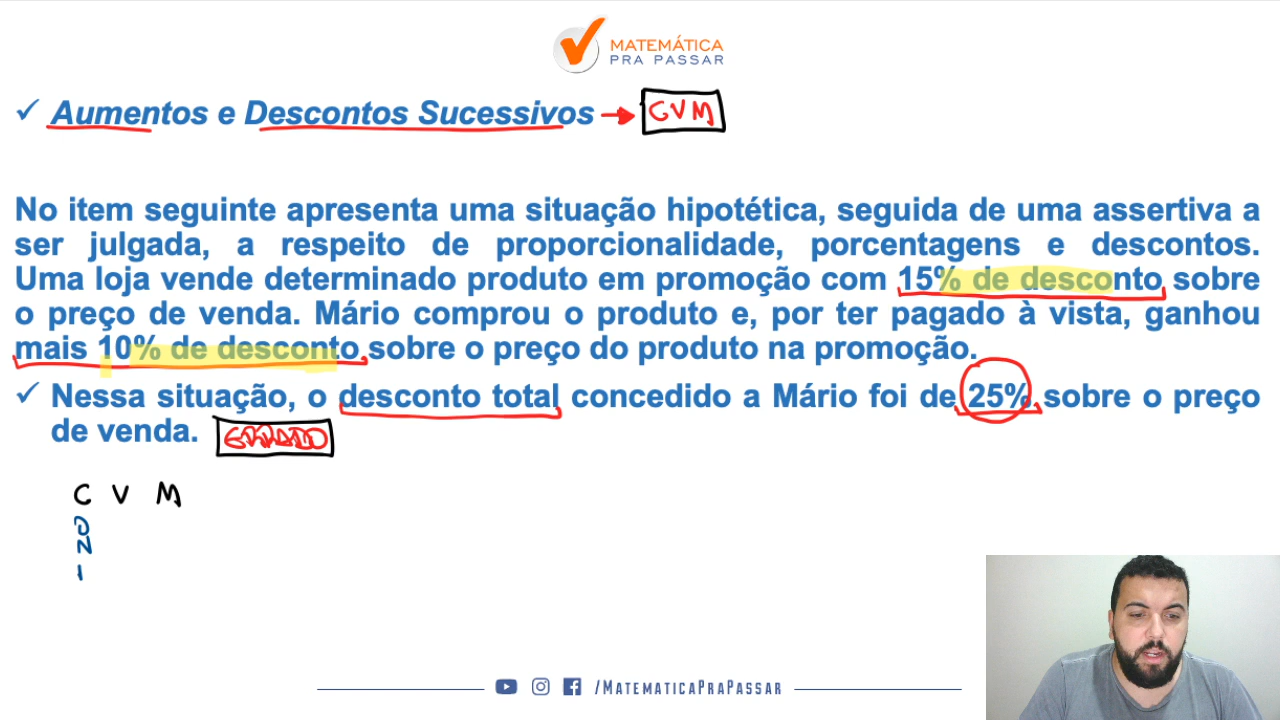 MATEMÁTICA
PRA PASSAR
✓ Aumentos e Descontos Sucessivos → CVM
No item seguinte apresenta uma situação hipotética, seguida de uma assertiva a
ser julgada, a respeito de proporcionalidade, porcentagens e descontos.
Uma loja vende determinado produto em promoção com 15% de desconto sobre
o preço de venda. Mário comprou o produto e, por ter pagado à vista, ganhou
mais 10% de desconto sobre o preço do produto na promoção.
✓ Nessa situação, o desconto total concedido a Mário foi de 25% sobre o preço
de venda. ERRADO
C V M
/MATEMATICAPRAPASSAR